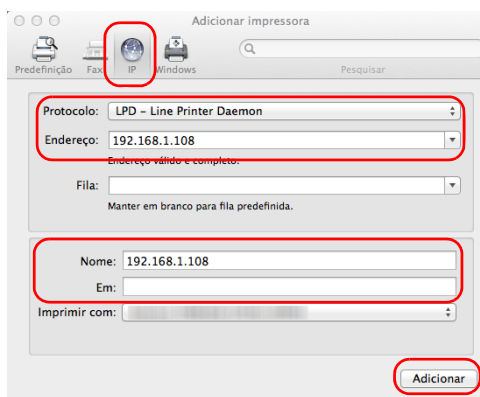 Adicionar impressora
Predefinição Fax IP Windows Pesquisar
Protocolo: LPD – Line Printer Daemon
Endereço: 192.168.1.108
Endereço válido e completo.
Fila:
Manter em branco para fila predefinida.
Nome: 192.168.1.108
Em:
Imprimir com:
Adicionar